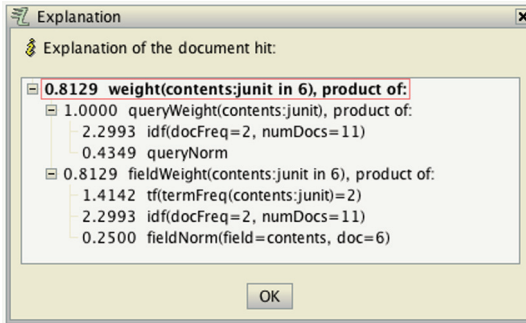 Explanation
Explanation of the document hit:
0.8129 weight(contents:junit in 6), product of:
1.0000 queryWeight(contents:junit), product of:
2.2993 idf(docFreq=2, numDocs=11)
0.4349 queryNorm
0.8129 fieldWeight(contents:junit in 6), product of:
1.4142 tf(termFreq(contents:junit)=2)
2.2993 idf(docFreq=2, numDocs=11)
0.2500 fieldNorm(field=contents, doc=6)
OK